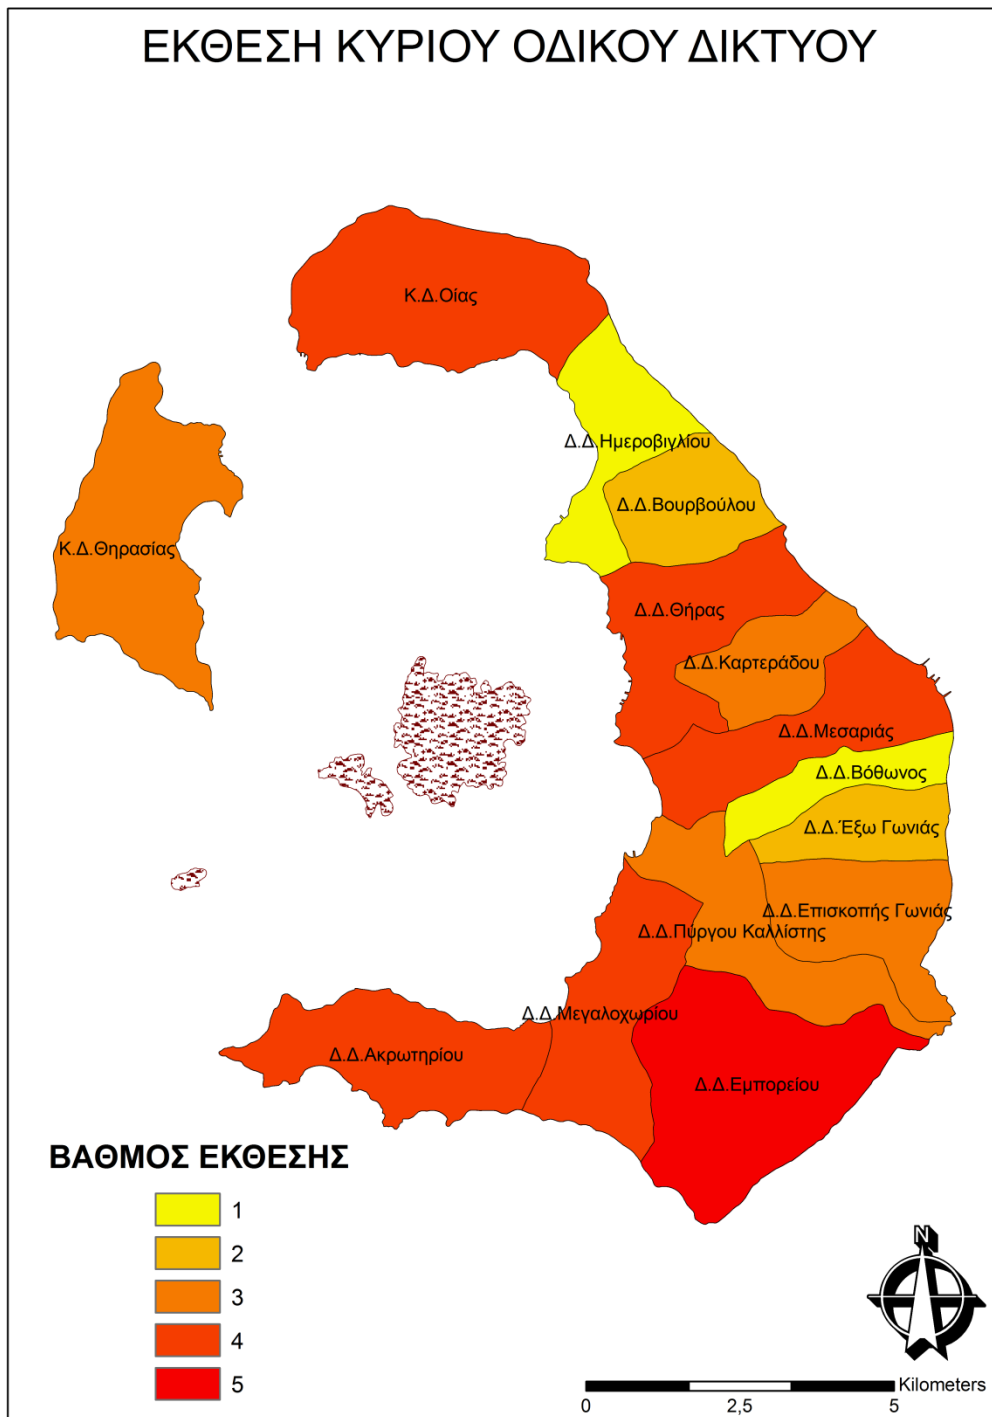 ΕΚΘΕΣΗ ΚΥΡΙΟΥ ΟΔΙΚΟΥ ΔΙΚΤΥΟΥ
Κ.Δ.Οίας
Δ.Δ.Ημεροβιγλίου
Δ.Δ.Βουρβούλου
Κ.Δ.Θηρασίας
Δ.Δ.Θήρας
Δ.Δ.Καρτεράδου
Δ.Δ.Μεσαριάς
Δ.Δ.Βόθωνος
Δ.Δ.Έξω Γωνιάς
Δ.Δ.Επισκοπής Γωνιάς
Δ.Δ.Πύργου Καλλίστης
Δ.Δ.Μεγαλοχωρίου
Δ.Δ.Ακρωτηρίου
Δ.Δ.Εμπορείου
ΒΑΘΜΟΣ ΕΚΘΕΣΗΣ
1
2
3
4
5
N
Kilometers
0 2,5 5